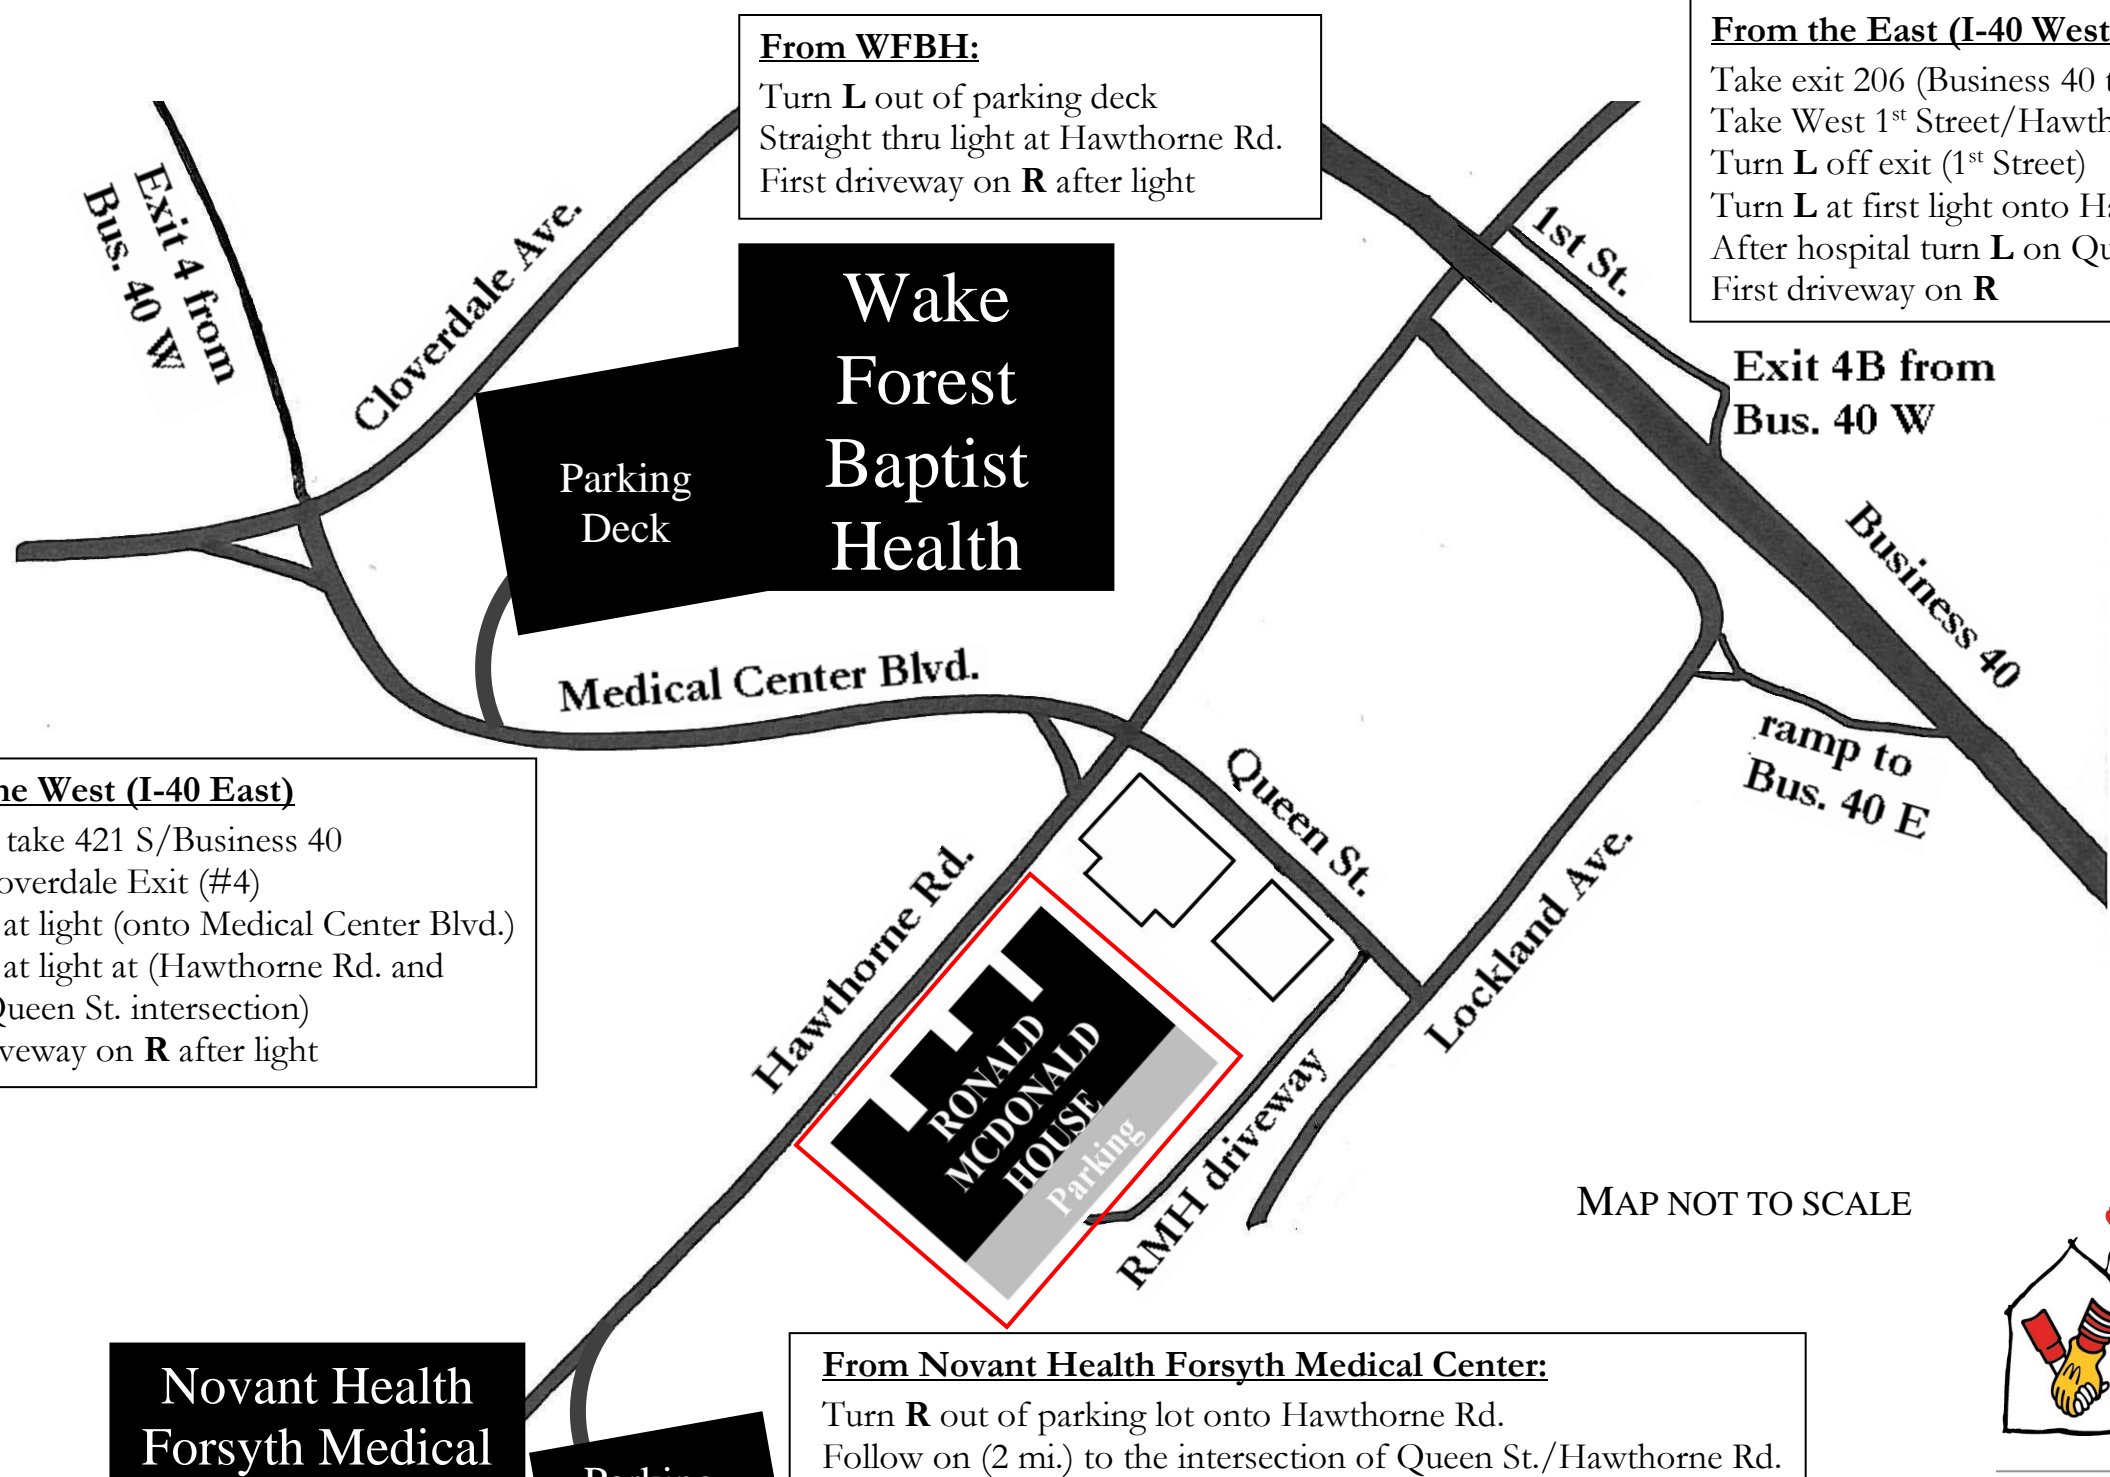 From WFBH:
Turn L out of parking deck
Straight thru light at Hawthorne Rd.
First driveway on R after light
From the East (I-40 West
Take exit 206 (Business 40
Take West 1st Street/Hawth
Turn L off exit (1st Street)
Turn L at first light onto Ha
After hospital turn L on Qu
First driveway on R
Exit 4 from
Bus. 40 W
Cloverdale Ave.
Wake
Forest
Baptist
Health
Parking
Deck
1st St.
Exit 4B from
Bus. 40 W
Business 40
Medical Center Blvd.
ramp to
Bus. 40 E
Queen St.
he West (I-40 East)
take 421 S/Business 40
overdale Exit (#4)
at light (onto Medical Center Blvd.)
at light at (Hawthorne Rd. and
Queen St. intersection)
veway on R after light
Hawthorne Rd.
Lockland Ave.
RONALD
MCDONALD
HOUSE
Parking
RMH driveway
MAP NOT TO SCALE
Novant Health
Forsyth Medical
Parking
From Novant Health Forsyth Medical Center:
Turn R out of parking lot onto Hawthorne Rd.
Follow on (2 mi.) to the intersection of Queen St./Hawthorne Rd.